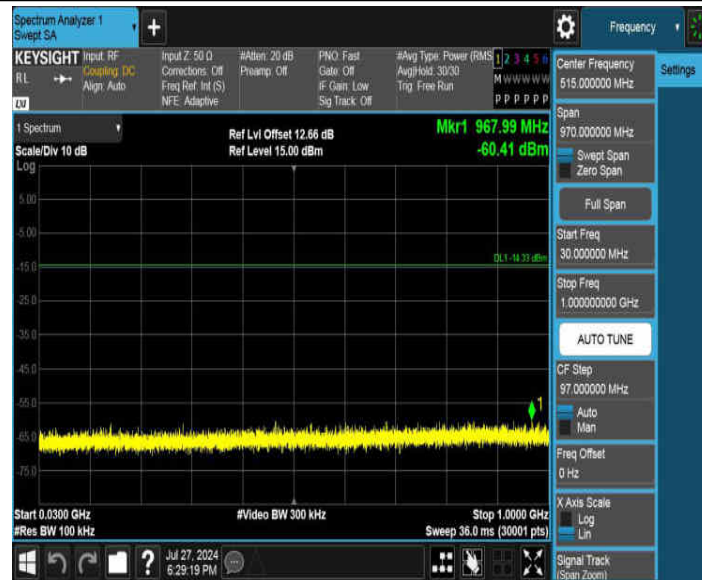 Spectrum Analyzer 1
Swept SA
+
Frequency
KEYSIGHT
RL
LXI
Input: RF
Coupling: DC
Align: Auto
Input Z: 50 Ω
Corrections: Off
Freq Ref: Int (S)
NFE: Adaptive
#Atten: 20 dB
Preamp: Off
PNO: Fast
Gate: Off
IF Gain: Low
Sig Track: Off
#Avg Type: Power (RMS
Avg|Hold: 30/30
Trig: Free Run
1 2 3 4 5 6
M W W W W W
P P P P P P
1 Spectrum
Scale/Div 10 dB
Log
Ref Lvl Offset 12.66 dB
Ref Level 15.00 dBm
Mkr1 967.99 MHz
-60.41 dBm
5.00
-5.00
-15.0
-25.0
-35.0
-45.0
-55.0
-65.0
-75.0
DL1 -14.33 dBm
1
Start 0.0300 GHz
#Res BW 100 kHz
#Video BW 300 kHz
Stop 1.0000 GHz
Sweep 36.0 ms (30001 pts)
Jul 27, 2024
6:29:19 PM
Center Frequency
515.000000 MHz
Settings
Span
970.000000 MHz
Swept Span
Zero Span
Full Span
Start Freq
30.000000 MHz
Stop Freq
1.000000000 GHz
AUTO TUNE
CF Step
97.000000 MHz
Auto
Man
Freq Offset
0 Hz
X Axis Scale
Log
Lin
Signal Track
(Span Zoom)